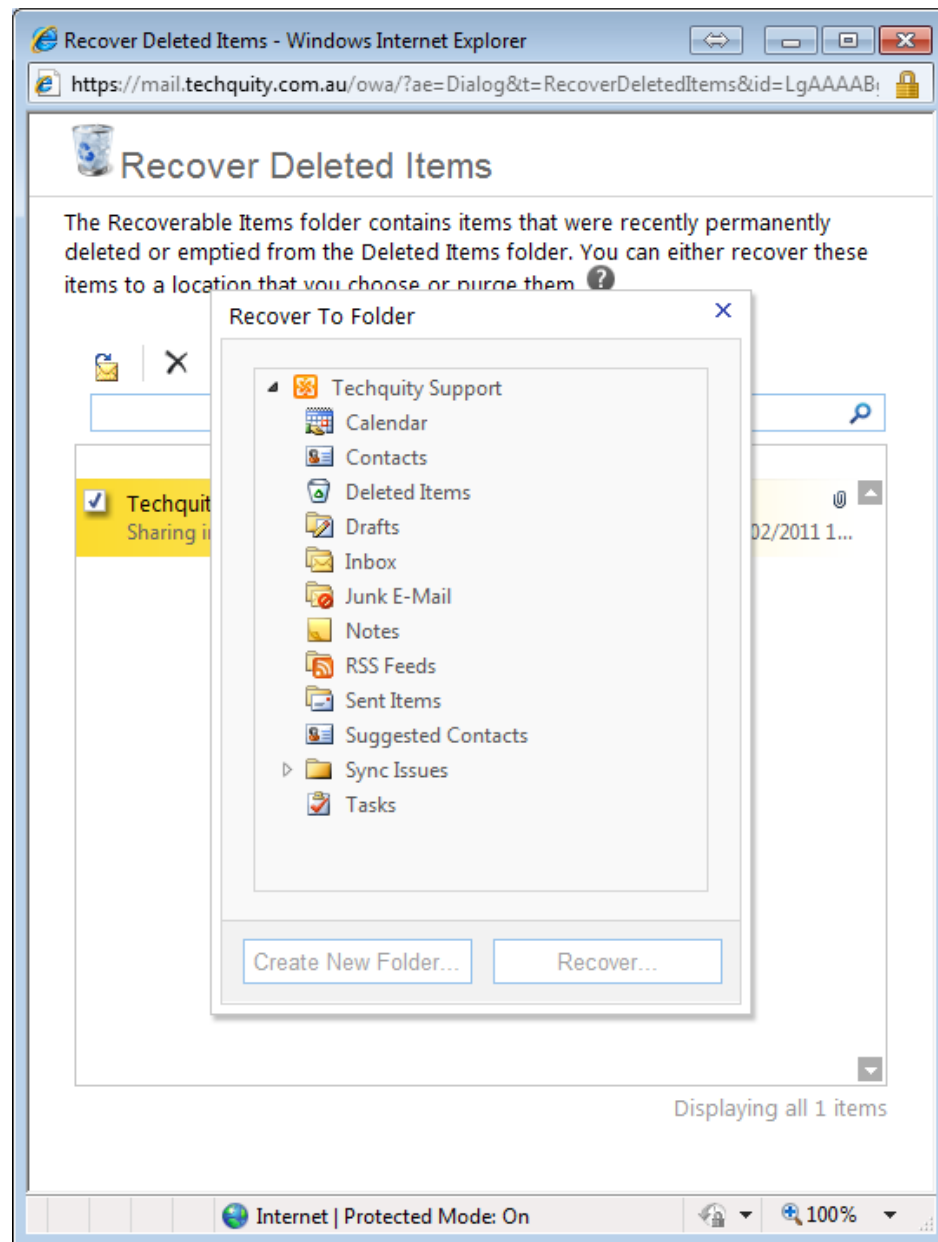 Recover Deleted Items - Windows Internet Explorer
https://mail.techquity.com.au/owa/?ae=Dialog&t=RecoverDeletedItems&id=LgAAAAB
Recover Deleted Items
The Recoverable Items folder contains items that were recently permanently
deleted or emptied from the Deleted Items folder. You can either recover these
items to a location that you choose or purge them
Recover To Folder
Techquity Support
Calendar
Contacts
Deleted Items
Drafts
Inbox
Junk E-Mail
Notes
RSS Feeds
Sent Items
Suggested Contacts
Sync Issues
Tasks
Techquit
Sharing
02/2011 1...
Create New Folder...
Recover...
Displaying all 1 items
Internet | Protected Mode: On
100%